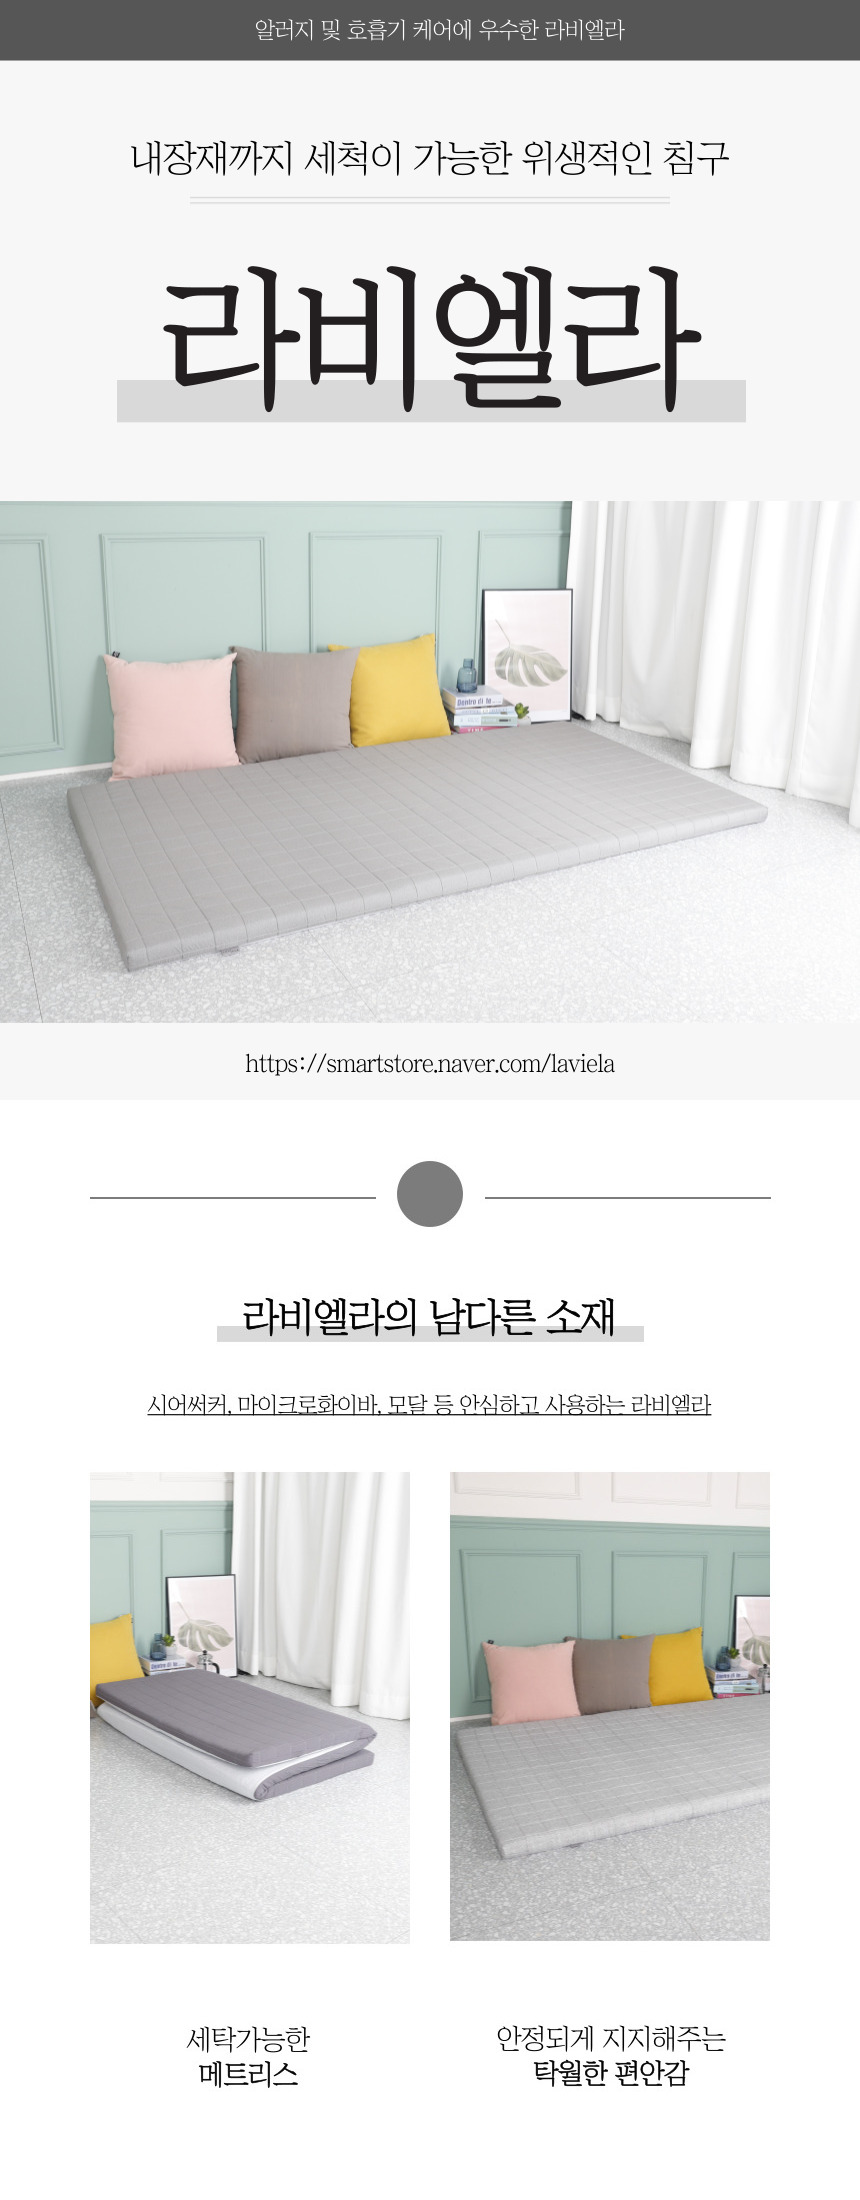 알러지 및 호흡기 케어에 우수한 라비엘라
내장재까지 세척이 가능한 위생적인 침구
라비엘라
Dentro di te
https://smartstore.naver.com/laviela
라비엘라의 남다른 소재
시어써커, 마이크로화이바, 모달 등 안심하고 사용하는 라비엘라
세탁가능한
메트리스
안정되게 지지해주는
탁월한 편안감